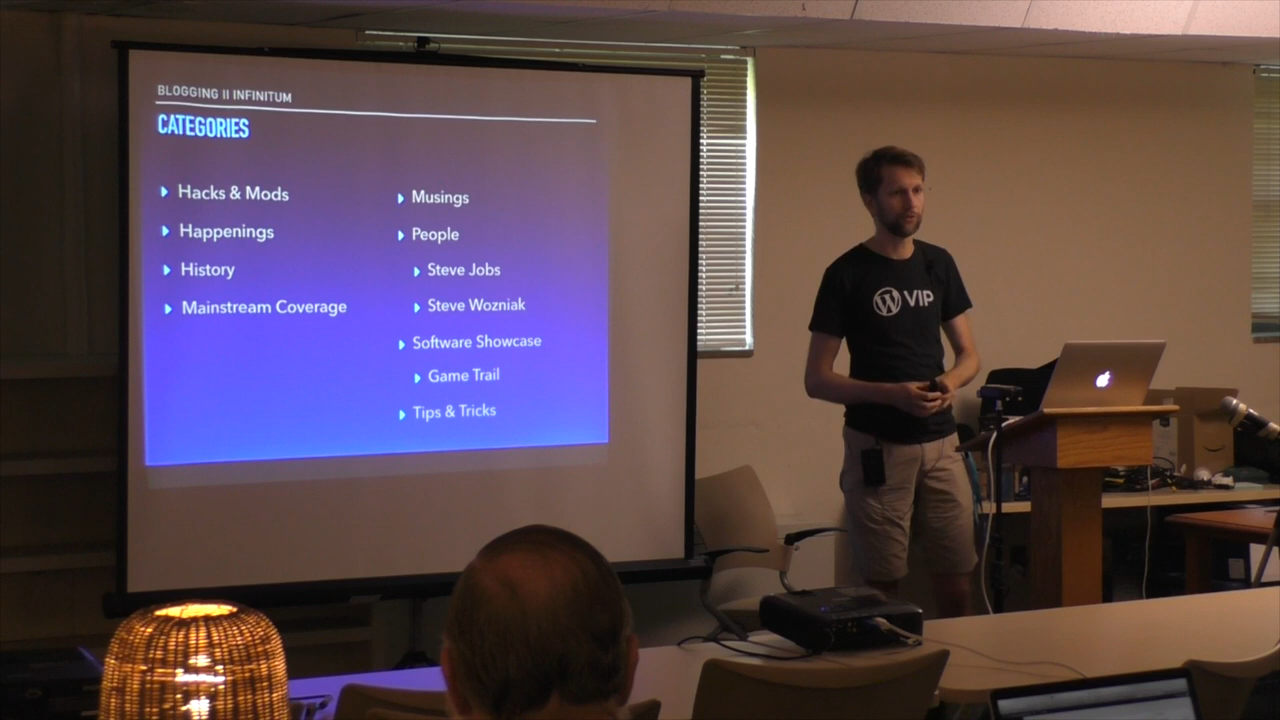 BLOGGING II INFINITUM
CATEGORIES
Hacks & Mods
Happenings
History
Mainstream Coverage
Musings
People
Steve Jobs
Steve Wozniak
Software Showcase
Game Trail
Tips & Tricks
VIP